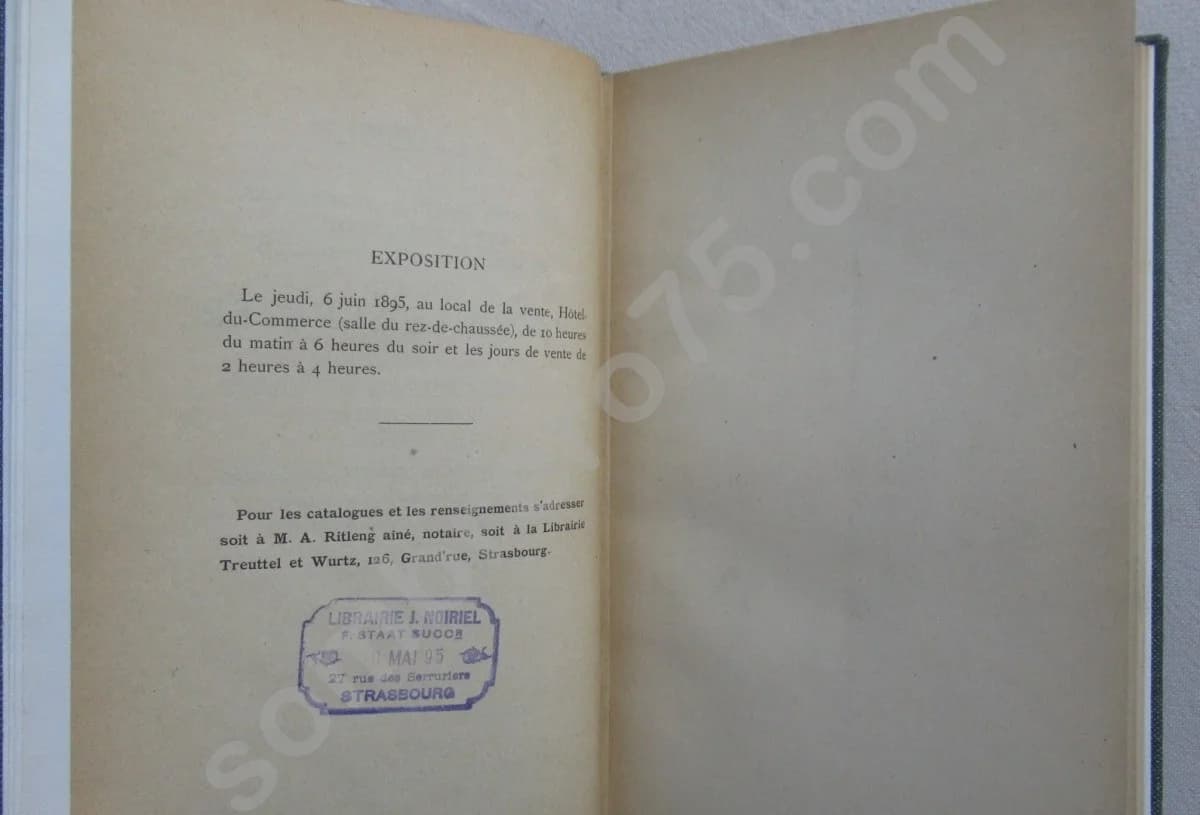 EXPOSITION
Le jeudi, 6 juin 1895, au local de la vente, Hôtel-
du-Commerce (salle du rez-de-chaussée), de 10 heures
du matin à 6 heures du soir et les jours de vente de
2 heures à 4 heures.
Pour les catalogues et les renseignements s'adresser
soit à M. A. Ritleng aîné, notaire, soit à la Librairie
Treuttel et Wurtz, 126, Grand'rue, Strasbourg.
LIBRAIRIE J. NOIRIEL
F. STAAT SUCCR
MAI 95
27 rue des Serruriers
STRASBOURG
o75.com